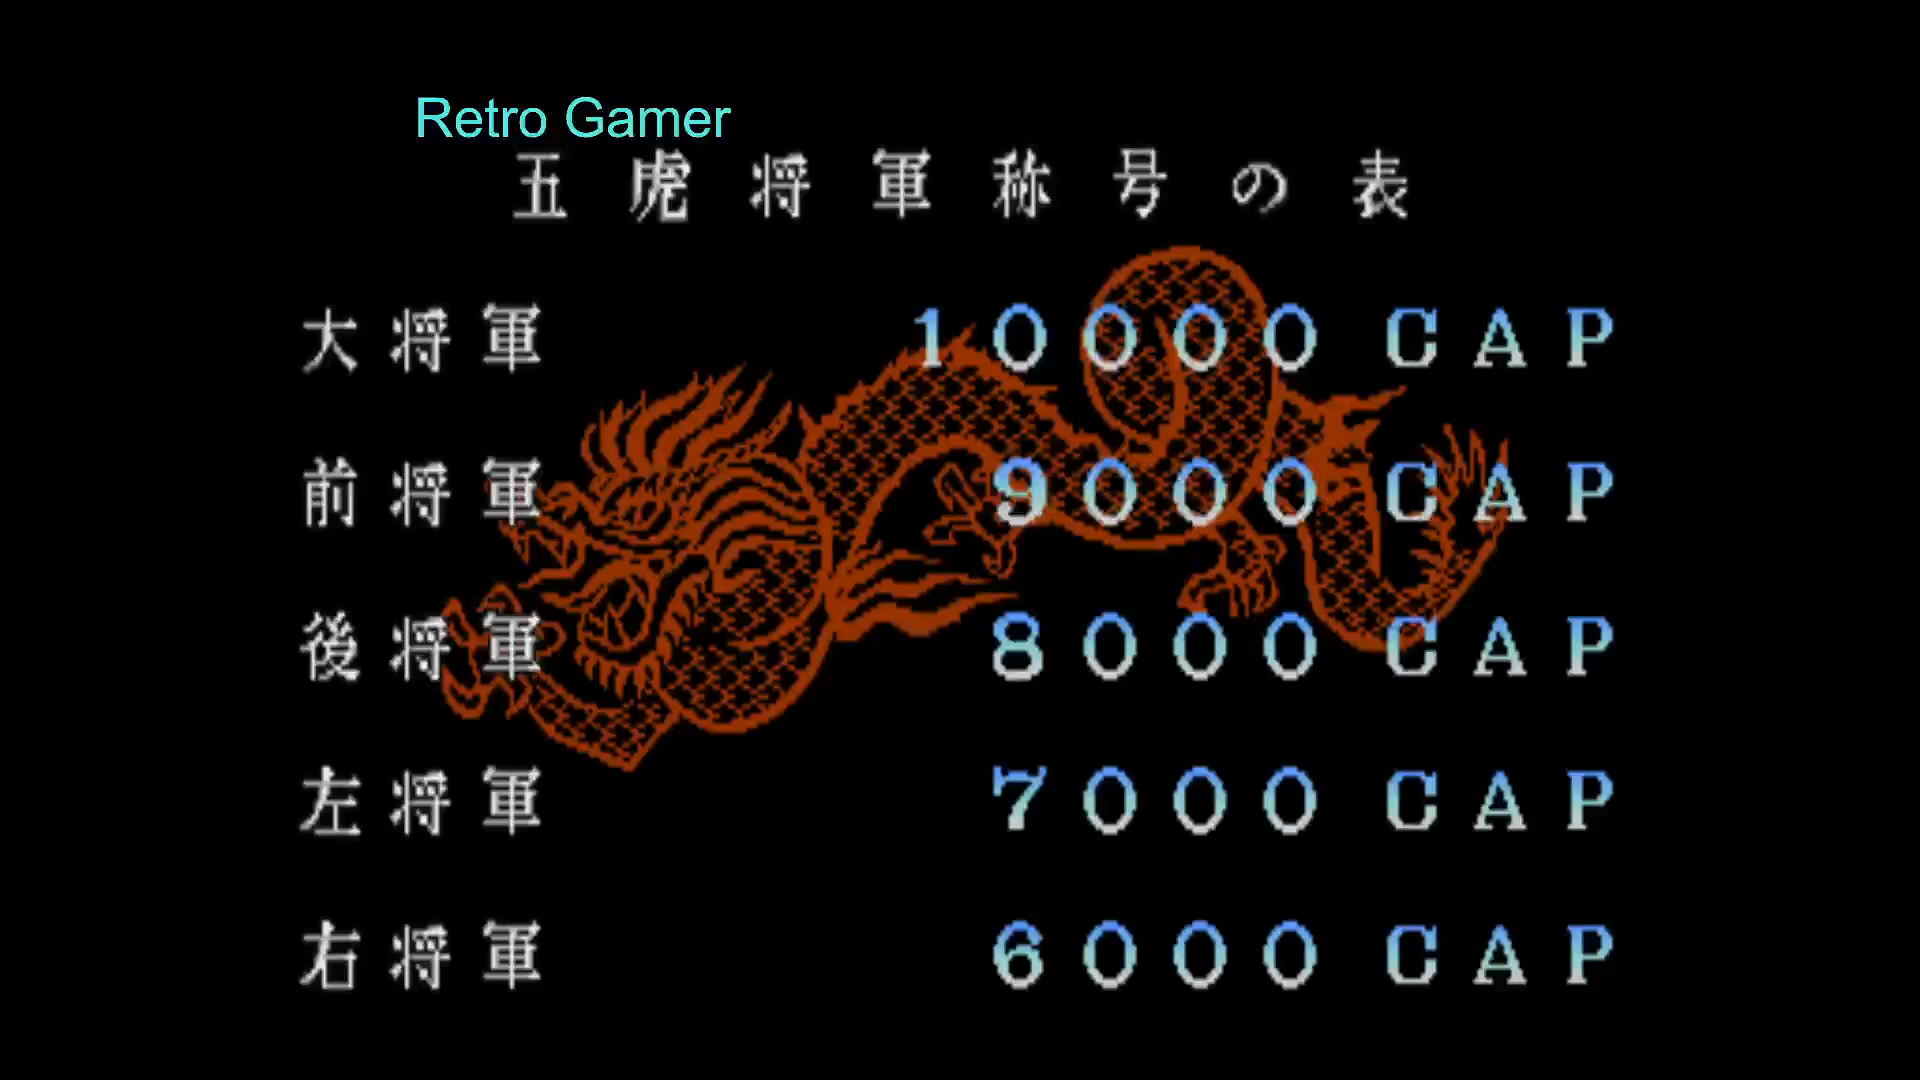 Retro Gamer
五虎将軍称号の表
大将軍 10000 CAP
前将軍 9000 CAP
後将軍 8000 CAP
左将軍 7000 CAP
右将軍 6000 CAP